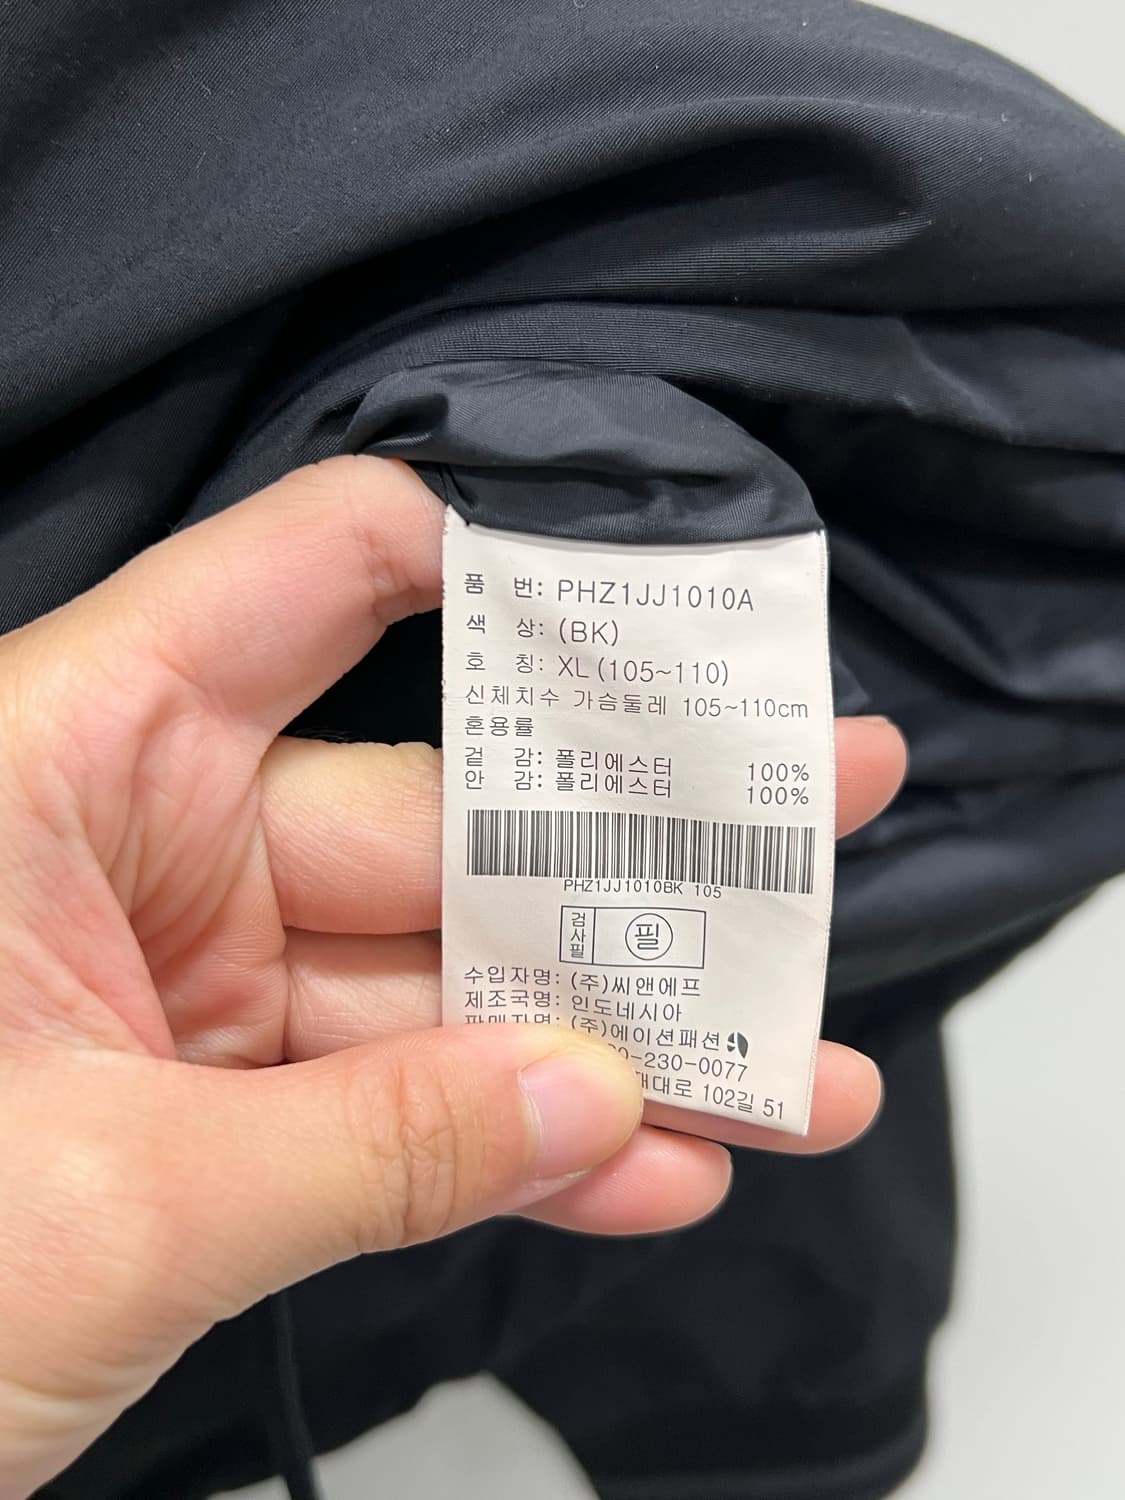 품 번: PHZ1JJ1010A
색 상: (BK)
호 칭: XL (105~110)
신체치수 가슴둘레 105~110cm
혼용률
겉 감: 폴리에스터 100%
안 감: 폴리에스터 100%
PHZ1JJ1010BK 105
검사필 필
수입자명: (주)씨앤에프
제조국명: 인도네시아
판매자명: (주)에이션패션
0-230-0077
대로 102길 51